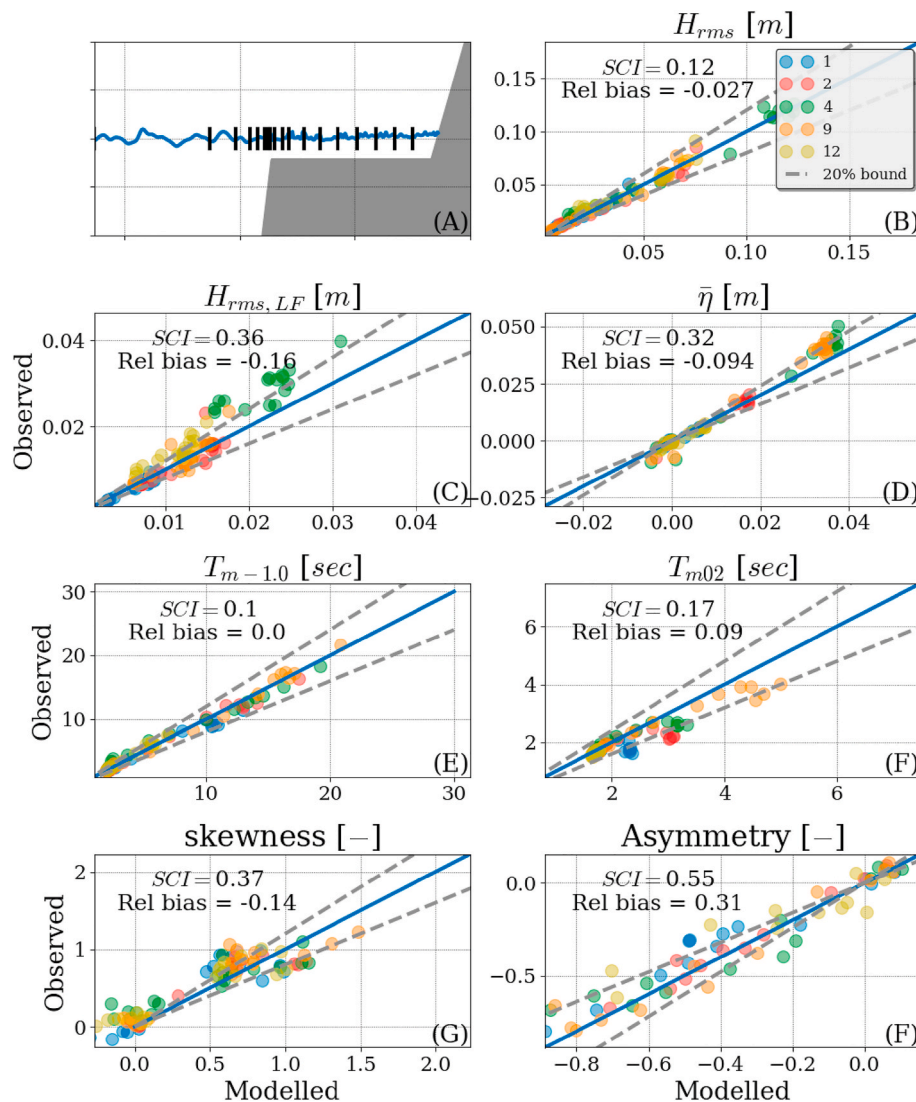 H_{rms} [m]
SCI = 0.12
Rel bias = -0.027
1
2
4
9
12
20% bound
0.15
0.10
0.05
0.05
0.10
0.15
(A)
(B)
H_{rms, LF} [m]
SCI = 0.36
Rel bias = -0.16
0.04
0.02
Observed
0.01
0.02
0.03
0.04
(C)
η̄ [m]
SCI = 0.32
Rel bias = -0.094
0.050
0.025
0.000
−0.025
−0.02
0.00
0.02
0.04
(D)
T_{m−1.0} [sec]
SCI = 0.1
Rel bias = 0.0
30
20
10
Observed
10
20
30
(E)
T_{m02} [sec]
SCI = 0.17
Rel bias = 0.09
6
4
2
2
4
6
(F)
skewness [−]
SCI = 0.37
Rel bias = -0.14
2
1
0
Observed
0.0
0.5
1.0
1.5
2.0
Modelled
(G)
Asymmetry [−]
SCI = 0.55
Rel bias = 0.31
0.0
−0.5
−0.8
−0.6
−0.4
−0.2
0.0
Modelled
(F)